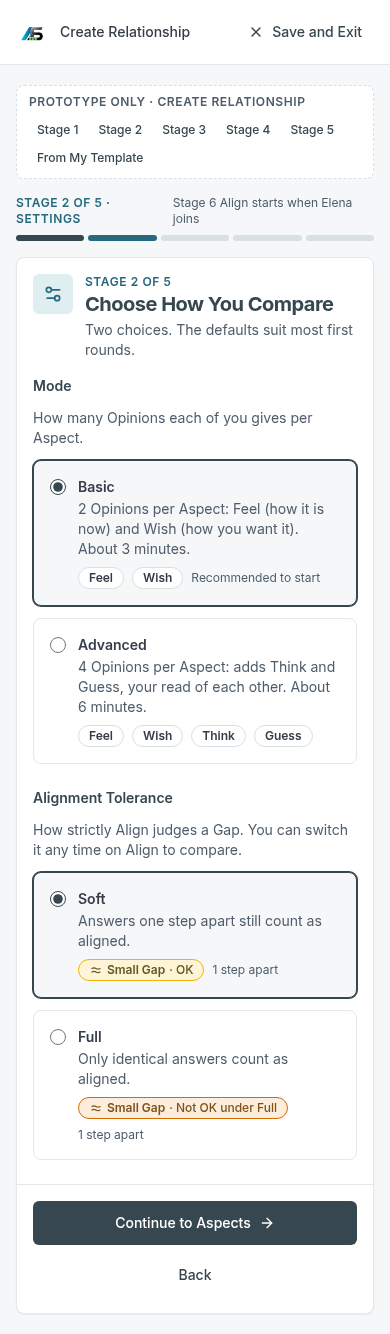 Create Relationship
Save and Exit
PROTOTYPE ONLY · CREATE RELATIONSHIP
Stage 1 Stage 2 Stage 3 Stage 4 Stage 5
From My Template
STAGE 2 OF 5 ·
SETTINGS
Stage 6 Align starts when Elena
joins
STAGE 2 OF 5
Choose How You Compare
Two choices. The defaults suit most first
rounds.
Mode
How many Opinions each of you gives per
Aspect.
Basic
2 Opinions per Aspect: Feel (how it is
now) and Wish (how you want it).
About 3 minutes.
Feel Wish Recommended to start
Advanced
4 Opinions per Aspect: adds Think and
Guess, your read of each other. About
6 minutes.
Feel Wish Think Guess
Alignment Tolerance
How strictly Align judges a Gap. You can switch
it any time on Align to compare.
Soft
Answers one step apart still count as
aligned.
Small Gap · OK 1 step apart
Full
Only identical answers count as
aligned.
Small Gap · Not OK under Full
1 step apart
Continue to Aspects
Back